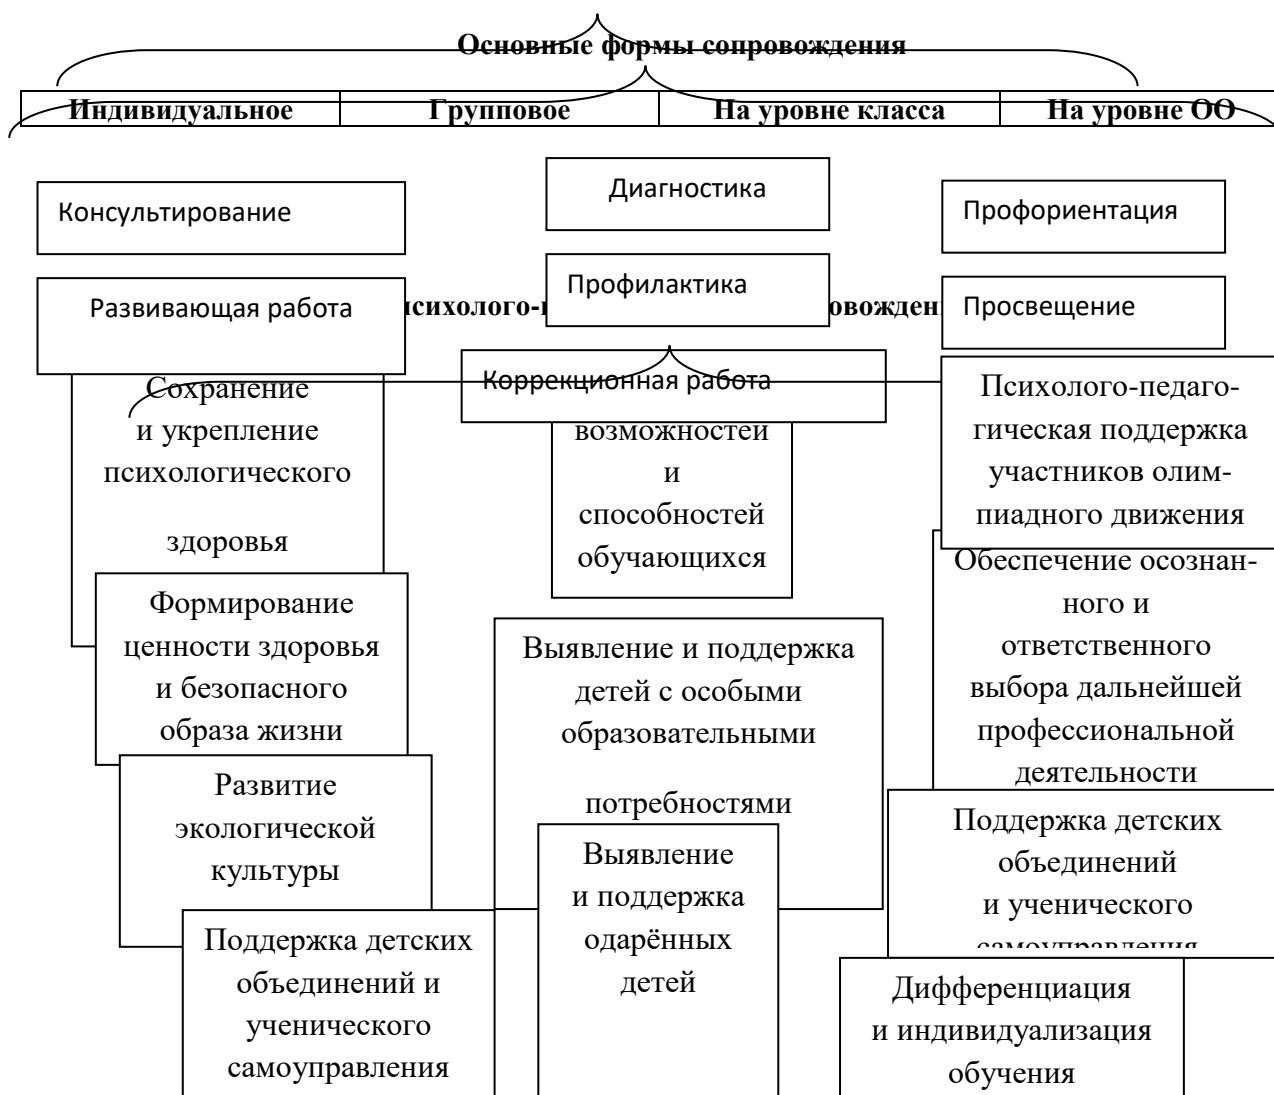 Основные формы сопровождения
Индивидуальное Групповое На уровне класса На уровне ОО
Консультирование
Диагностика
Профориентация
Развивающая работа
Профилактика
Просвещение
Коррекционная работа
Сохранение
и укрепление
психологического
здоровья
Формирование
ценности здоровья
и безопасного
образа жизни
Развитие
экологической
культуры
Поддержка детских
объединений и
ученического
самоуправления
возможностей
и
способностей
обучающихся
Выявление и поддержка
детей с особыми
образовательными
потребностями
Выявление
и поддержка
одарённых
детей
Психолого-педаго-
гическая поддержка
участников олим-
пиадного движения
Обеспечение осознан-
ного и
ответственного
выбора дальнейшей
профессиональной
деятельности
Поддержка детских
объединений
и ученического
самоуправления
Дифференциация
и индивидуализация
обучения